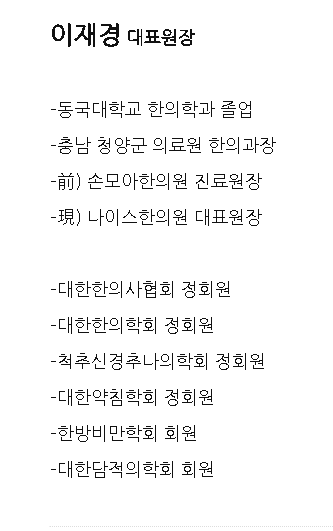 이재경 대표원장
-동국대학교 한의학과 졸업
-충남 청양군 의료원 한의과장
-前) 손모아한의원 진료원장
-現) 나이스한의원 대표원장
-대한한의사협회 정회원
-대한한의학회 정회원
-척추신경추나의학회 정회원
-대한약침학회 정회원
-한방비만학회 회원
-대한담적의학회 회원